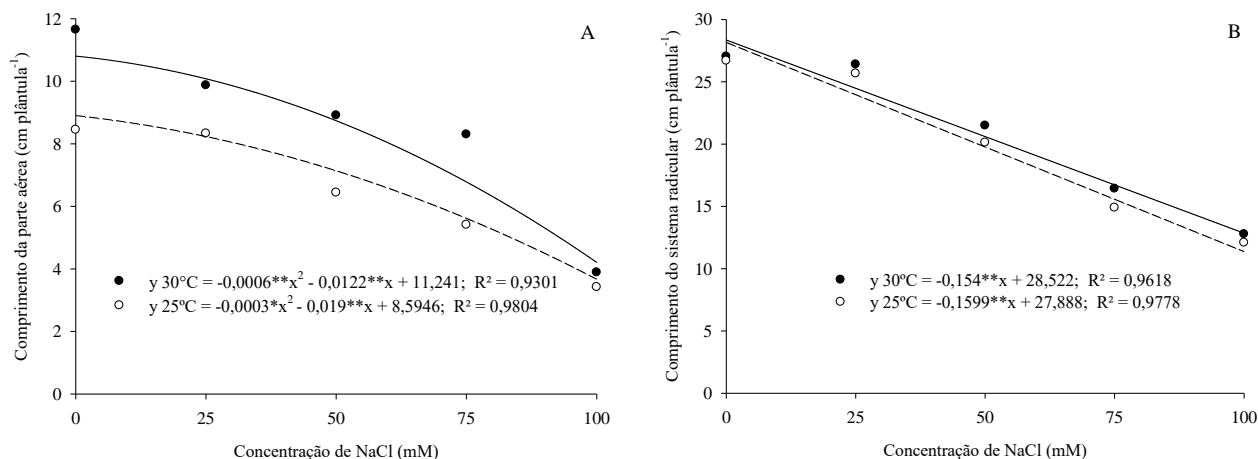 A
Comprimento da parte aérea (cm plântula-1)
12
10
8
6
4
2
0
y 30°C = -0,0006**x2 - 0,0122**x + 11,241; R² = 0,9301
y 25ºC = -0,0003*x2 - 0,019**x + 8,5946; R² = 0,9804
0 25 50 75 100
Concentração de NaCl (mM)
B
Comprimento do sistema radicular (cm plântula-1)
30
25
20
15
10
5
0
y 30ºC = -0,154**x + 28,522; R² = 0,9618
y 25ºC = -0,1599**x + 27,888; R² = 0,9778
0 25 50 75 100
Concentração de NaCl (mM)